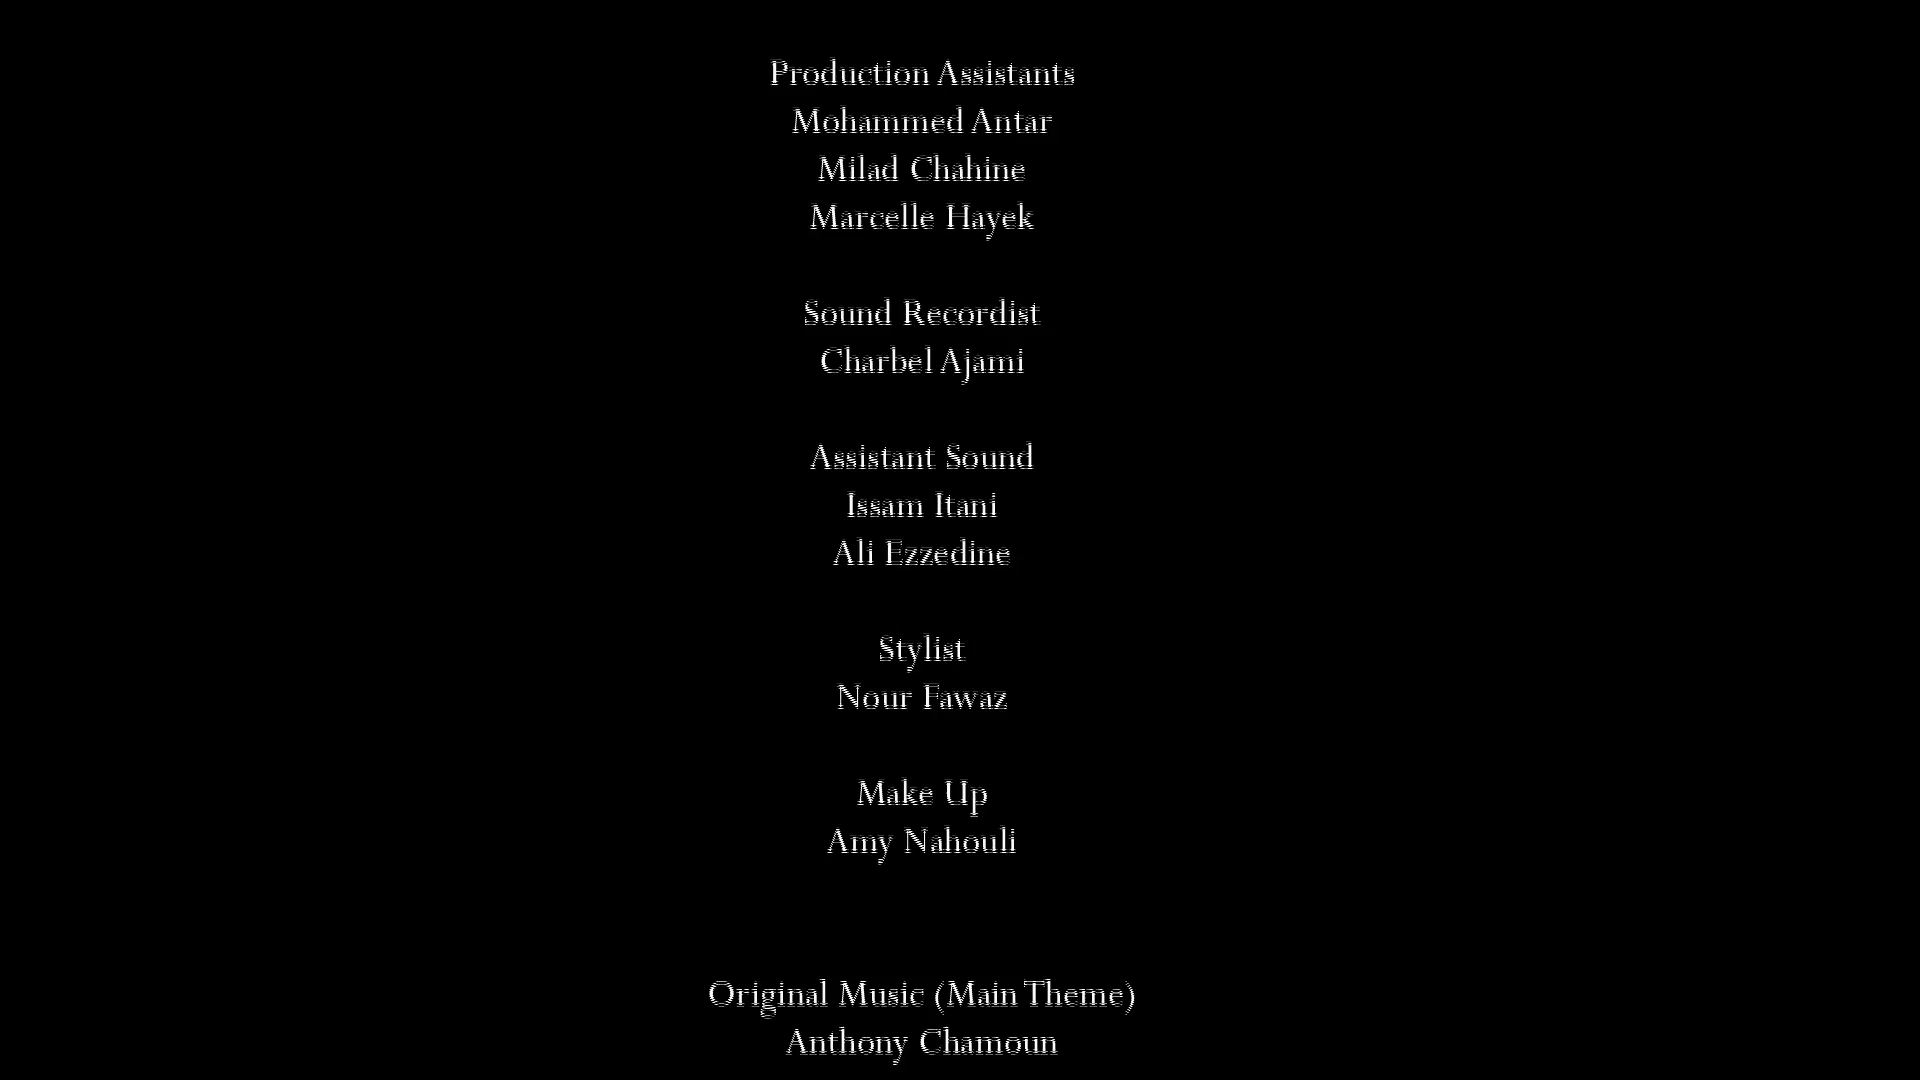 Production Assistants
Mohammed Antar
Milad Chahine
Marcelle Hayek
Sound Recordist
Charbel Ajami
Assistant Sound
Issam Itani
Ali Ezzedine
Stylist
Nour Fawaz
Make Up
Amy Nahouli
Original Music (Main Theme)
Anthony Chamoun